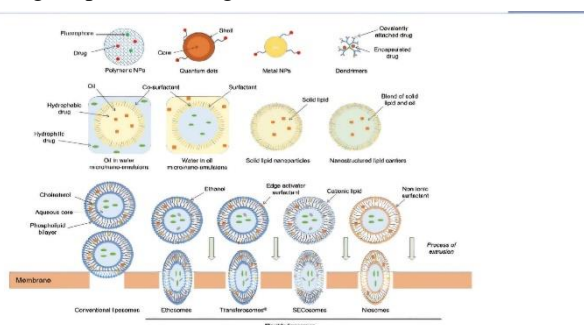 Fluorophore
Drug
Polymeric NPs
Shell
Core
Quantum dots
Metal NPs
Covalently
attached drug
Encapsulated
drug
Dendrimers
Oil
Co-surfactant
Surfactant
Hydrophobic
drug
Hydrophilic
drug
Oil in water
micro/nano-emulsions
Water in oil
micro/nano-emulsions
Solid lipid
Solid lipid nanoparticles
Blend of solid
lipid and oil
Nanostructured lipid carriers
Cholesterol
Aqueous core
Phospholipid
bilayer
Ethanol
Edge activator
surfactant
Cationic lipid
Non-ionic
surfactant
Process of
extrusion
Membrane
Conventional liposomes
Ethosomes
Transferosomes®
SECosomes
Niosomes